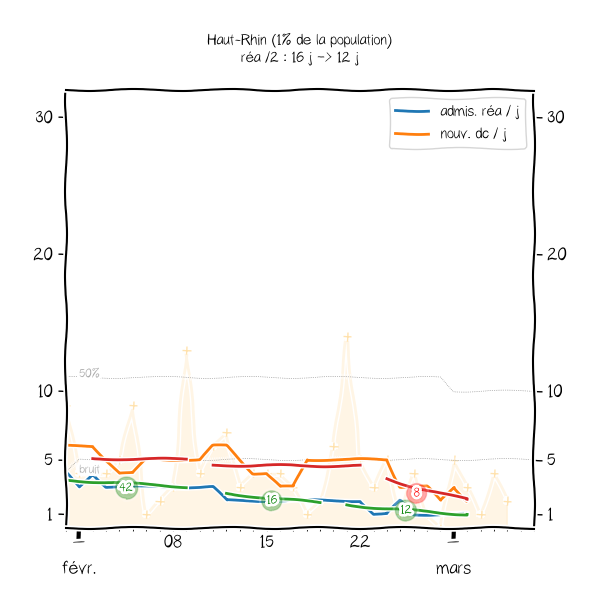 Haut-Rhin (1% de la population)
réa /2 : 16 j -> 12 j
admis. réa / j
nouv. dc / j
30
30
20
20
50%
10
10
5
5
bruit
42
16
12
8
1
1
08
15
22
févr.
mars